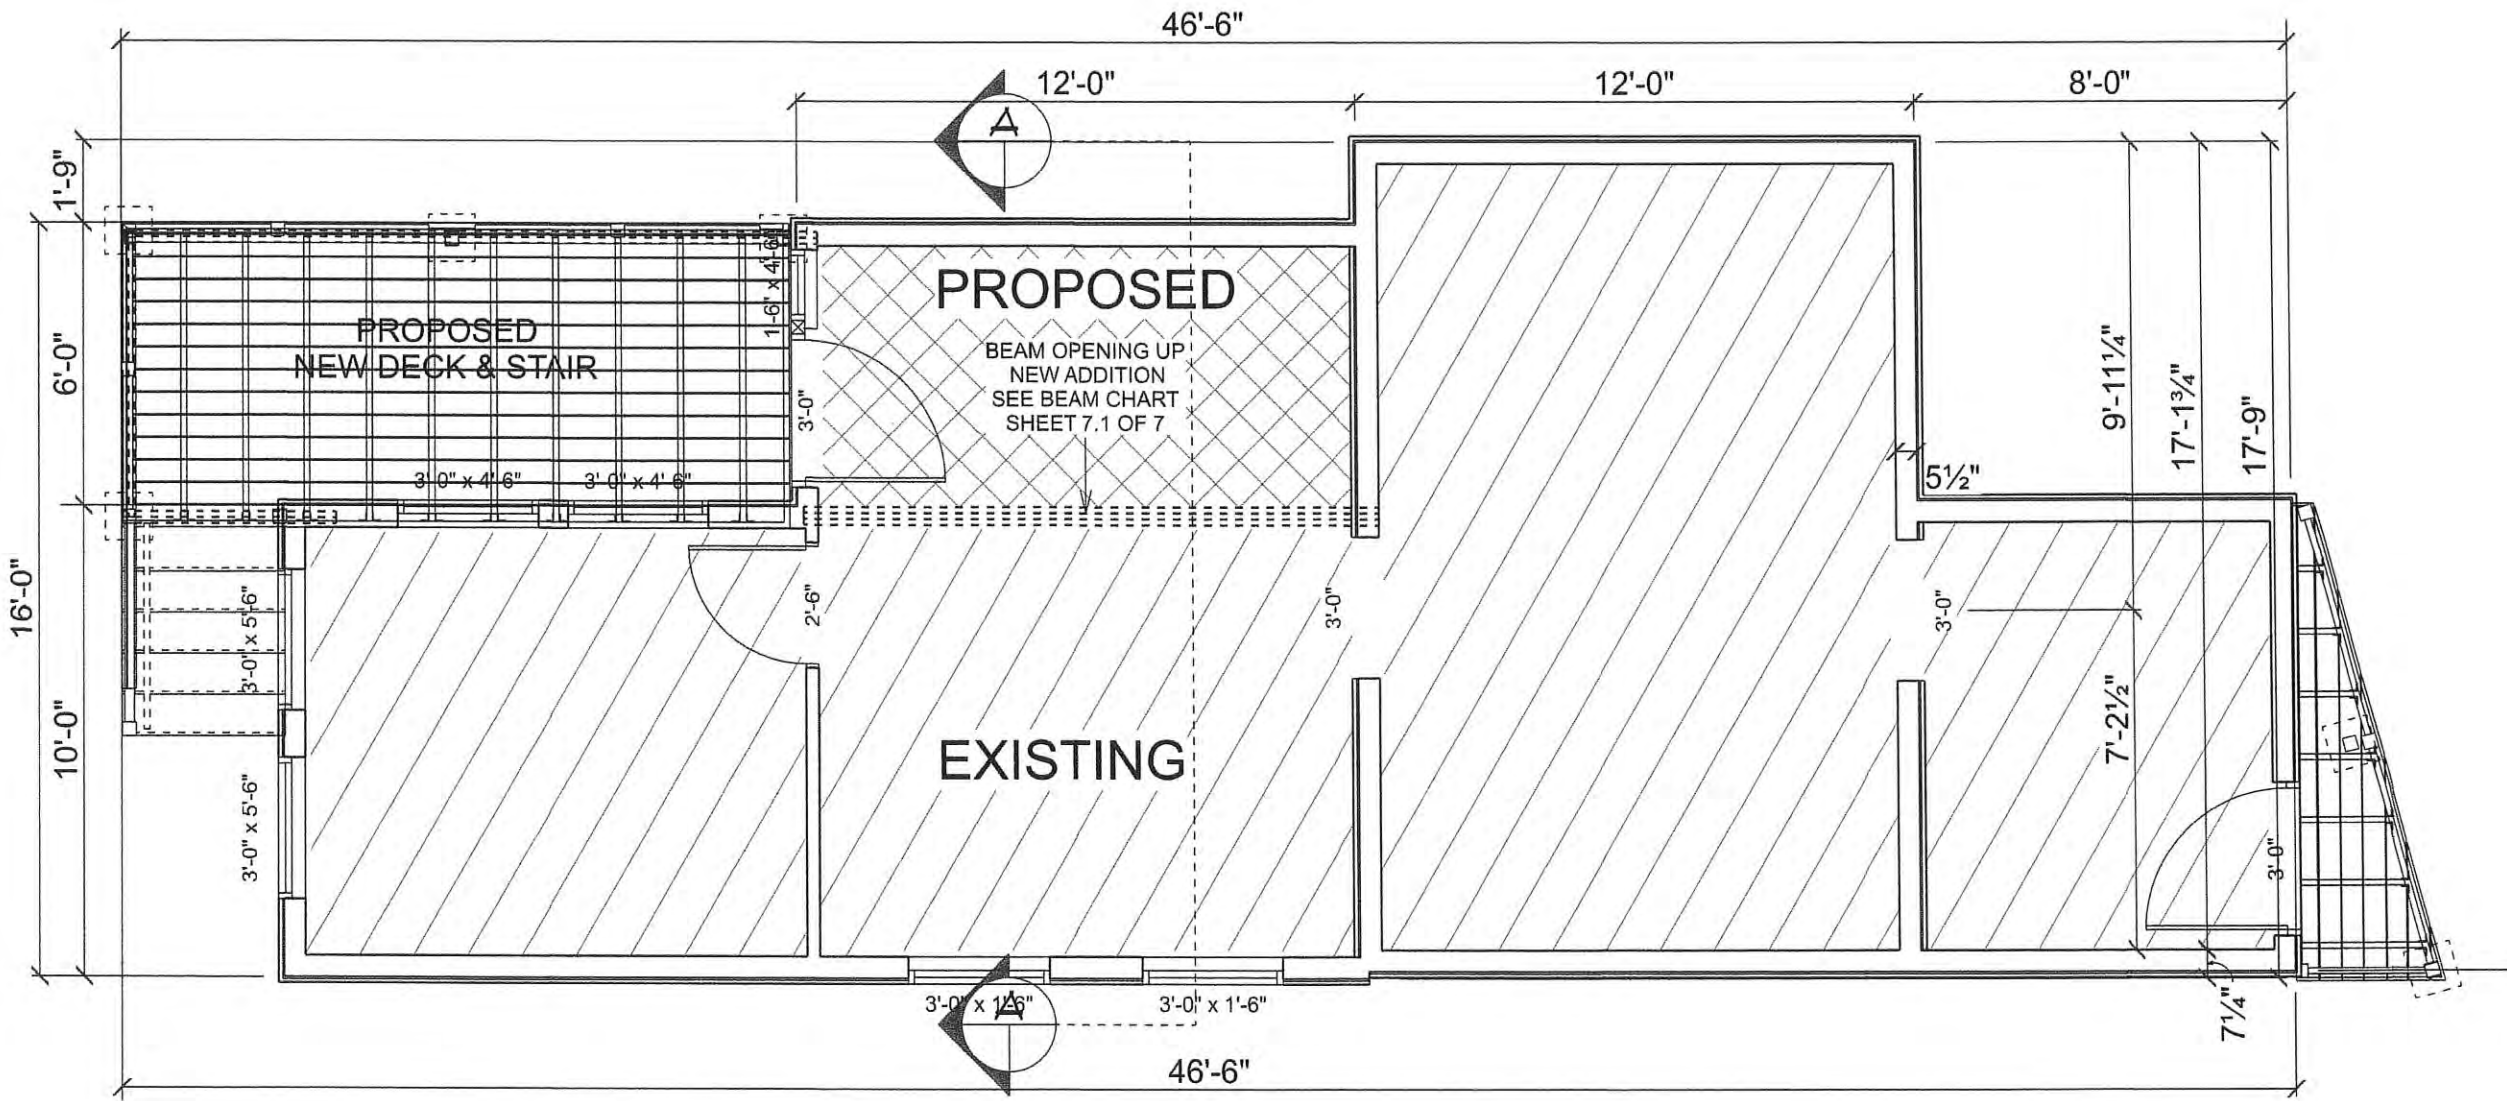 46'-6"
12'-0"
12'-0"
8'-0"
A
1'-9"
6'-0"
16'-0"
10'-0"
PROPOSED
NEW DECK & STAIR
1-6" x 4'-6"
PROPOSED
BEAM OPENING UP
NEW ADDITION
SEE BEAM CHART
SHEET 7.1 OF 7
3'-0"
3'-0" x 4'-6"
3'-0" x 4'-6"
9'-11¼"
17'-1¾"
17'-9"
5½"
3'-0" x 5'-6"
2'-6"
3'-0"
3'-0"
7'-2½"
EXISTING
3'-0" x 5'-6"
3'-0"
3'-0" x 1'-6"
A
3'-0" x 1'-6"
7¼"
46'-6"